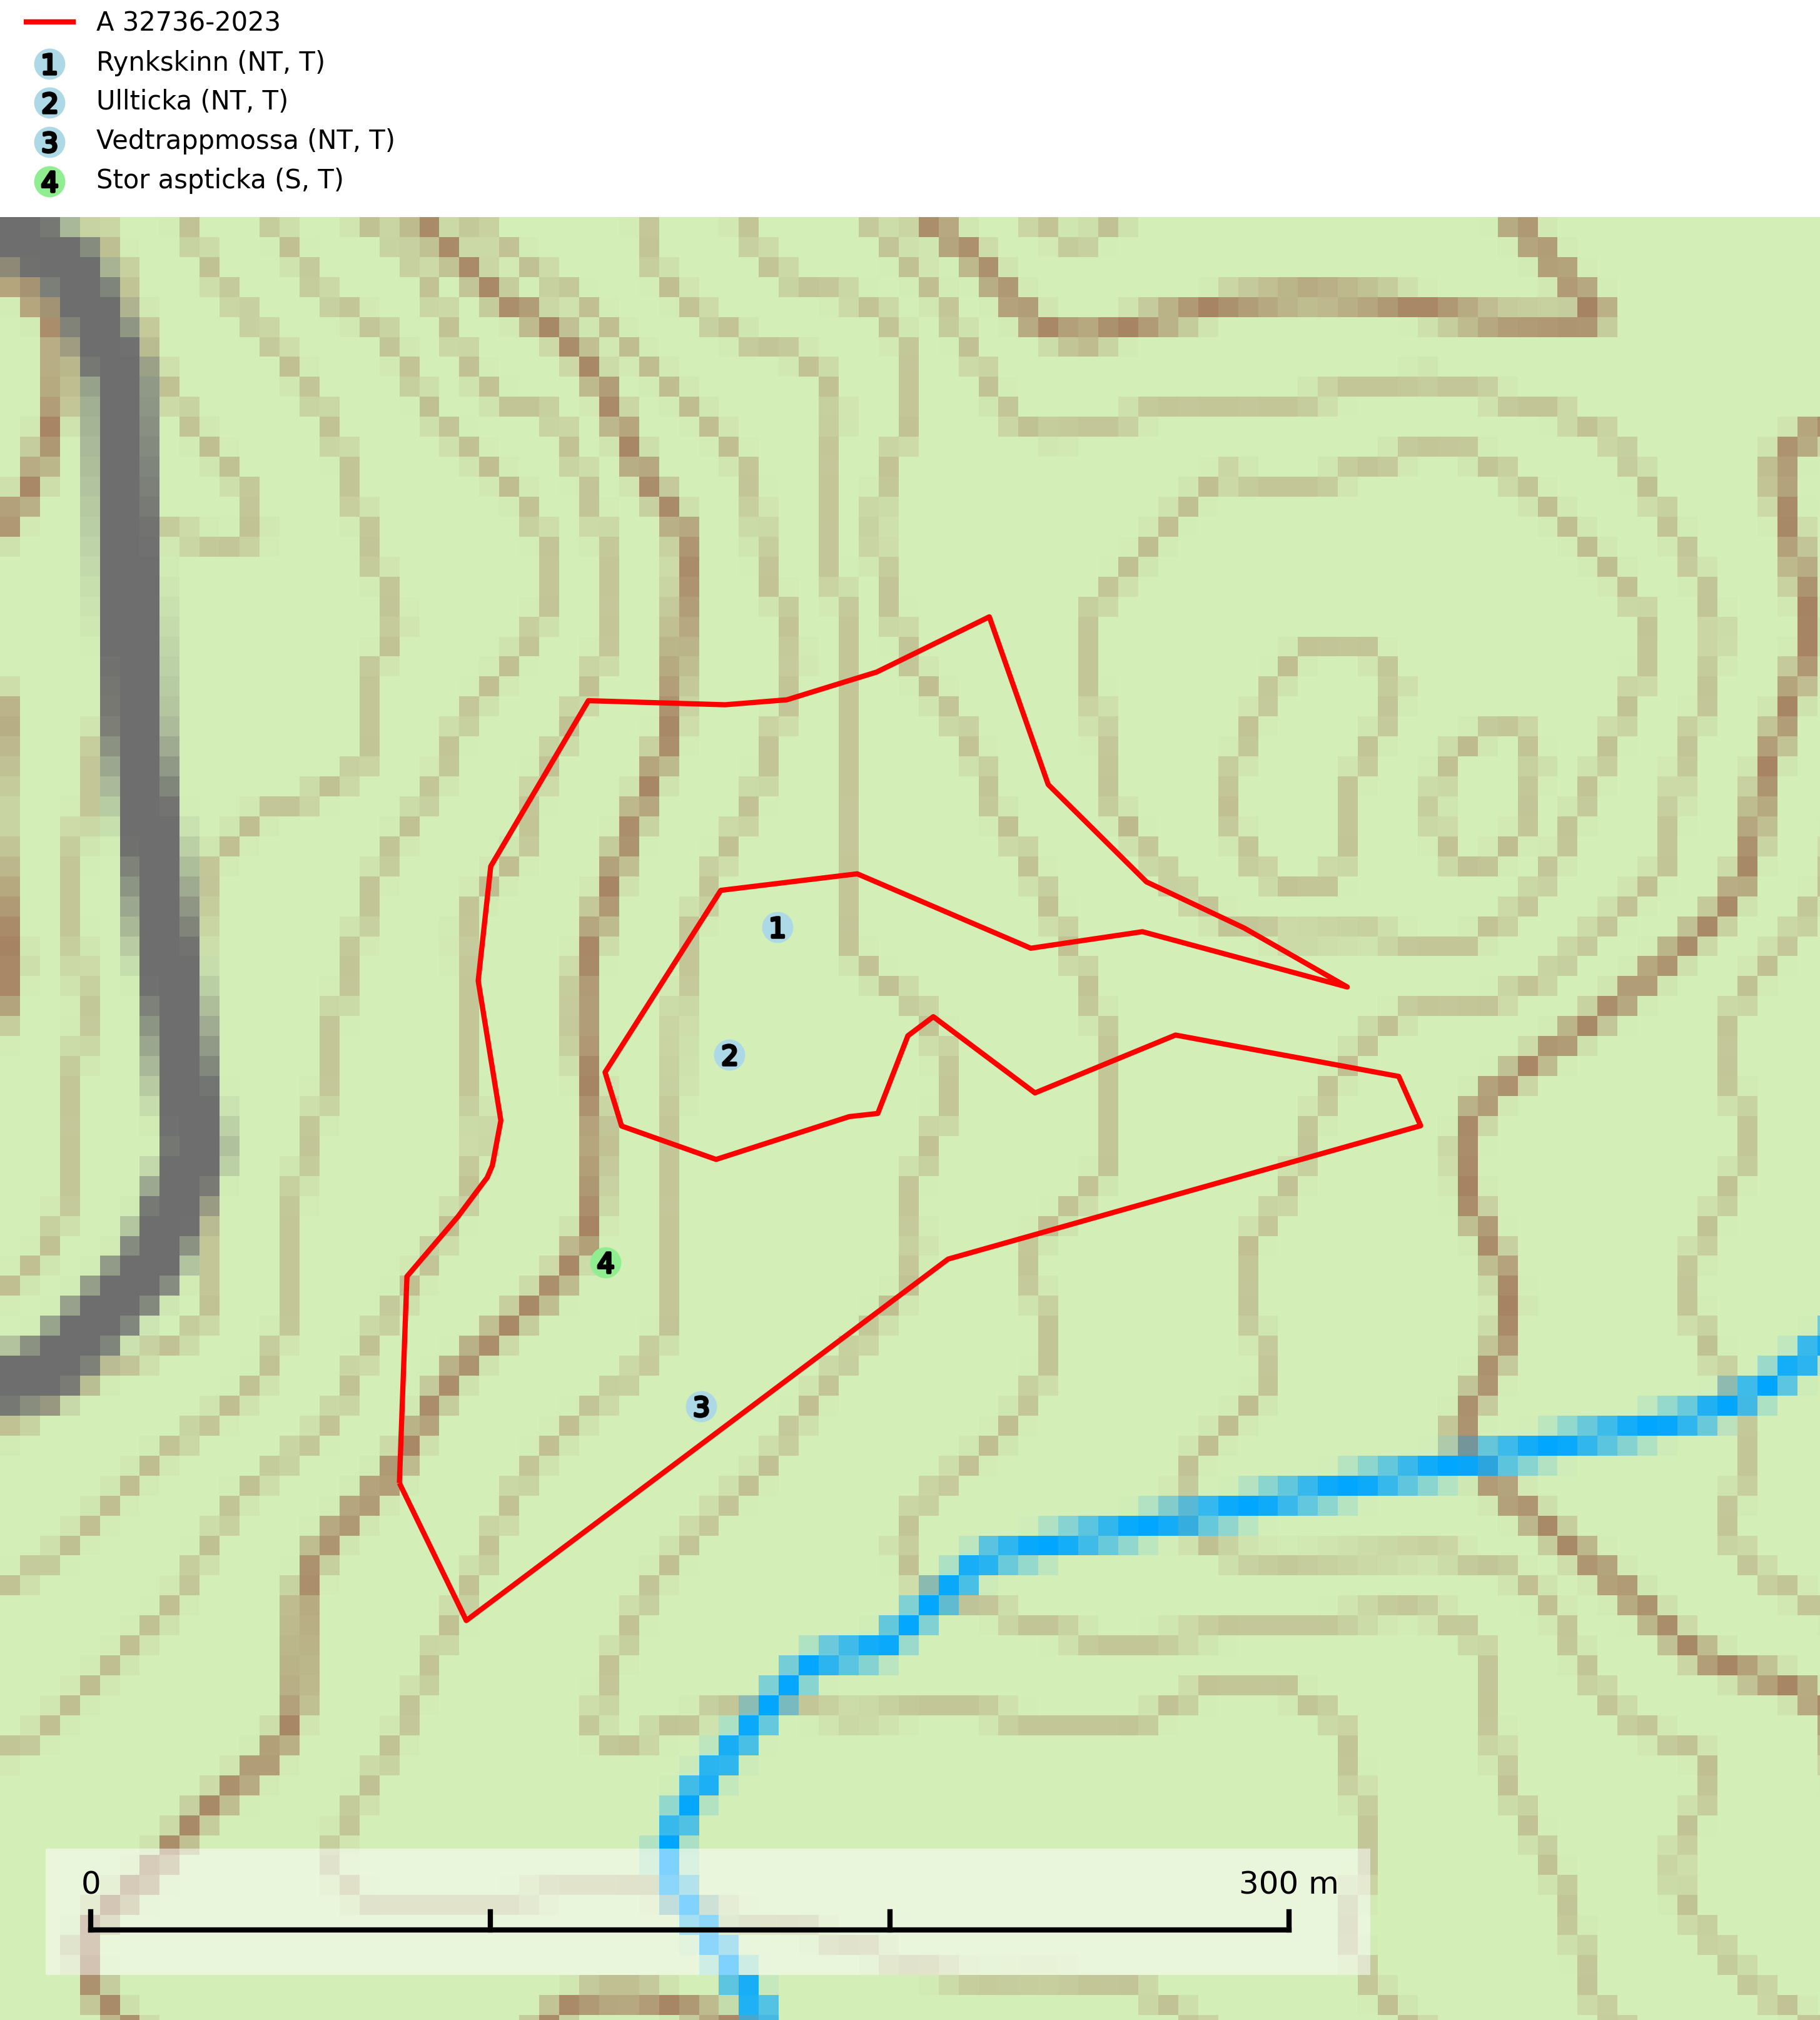 A 32736-2023
1 Rynkskinn (NT, T)
2 Ullticka (NT, T)
3 Vedtrappmossa (NT, T)
4 Stor aspticka (S, T)
1
2
4
3
0 300 m